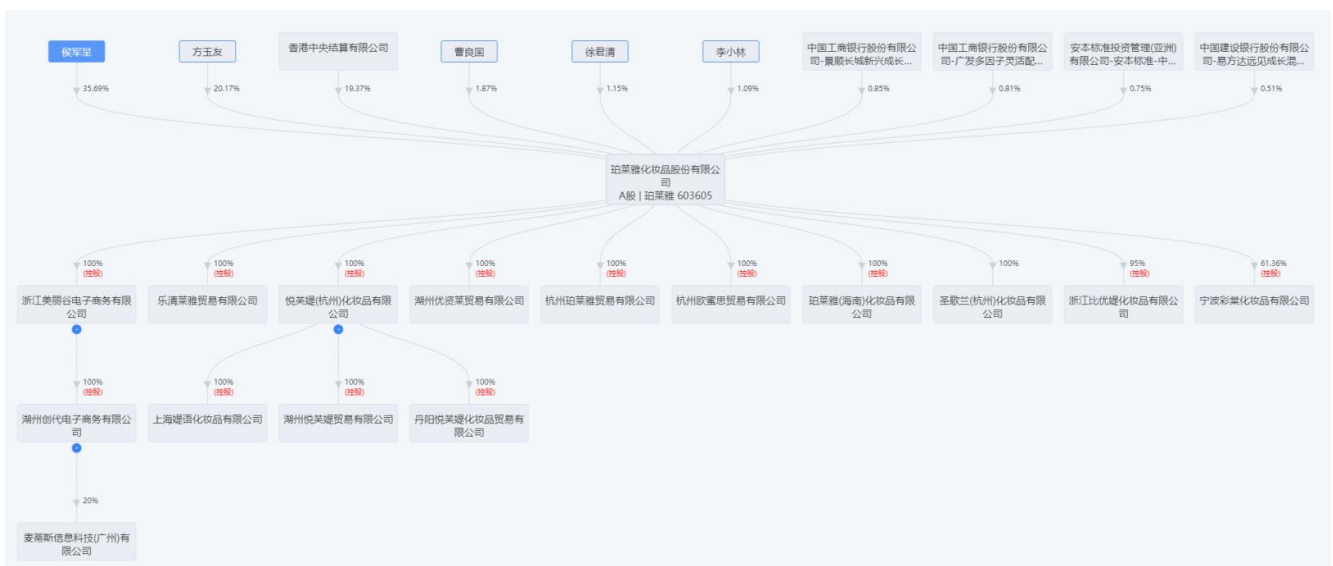 侯军呈
方玉友
香港中央结算有限公司
曹良国
徐君清
李小林
中国工商银行股份有限公
司-景顺长城新兴成长...
中国工商银行股份有限公
司-广发多因子灵活配...
安本标准投资管理(亚洲)
有限公司-安本标准-中...
中国建设银行股份有限公
司-易方达远见成长混...
35.69%
20.17%
19.37%
1.87%
1.15%
1.09%
0.85%
0.81%
0.75%
0.51%
珀莱雅化妆品股份有限公
司
A股 | 珀莱雅 603605
100%
(控股)
100%
(控股)
100%
(控股)
100%
(控股)
100%
(控股)
100%
(控股)
100%
(控股)
100%
95%
(控股)
61.36%
(控股)
浙江美丽谷电子商务有限
公司
乐清莱雅贸易有限公司
悦芙媞(杭州)化妆品有限
公司
湖州优资莱贸易有限公司
杭州珀莱雅贸易有限公司
杭州欧蜜思贸易有限公司
珀莱雅(海南)化妆品有限
公司
圣歌兰(杭州)化妆品有限
公司
浙江比优媞化妆品有限公
司
宁波彩棠化妆品有限公司
100%
(控股)
100%
(控股)
100%
(控股)
100%
(控股)
湖州创代电子商务有限公
司
上海媞语化妆品有限公司
湖州悦芙媞贸易有限公司
丹阳悦芙媞化妆品贸易有
限公司
20%
麦蒂斯信息科技(广州)有
限公司